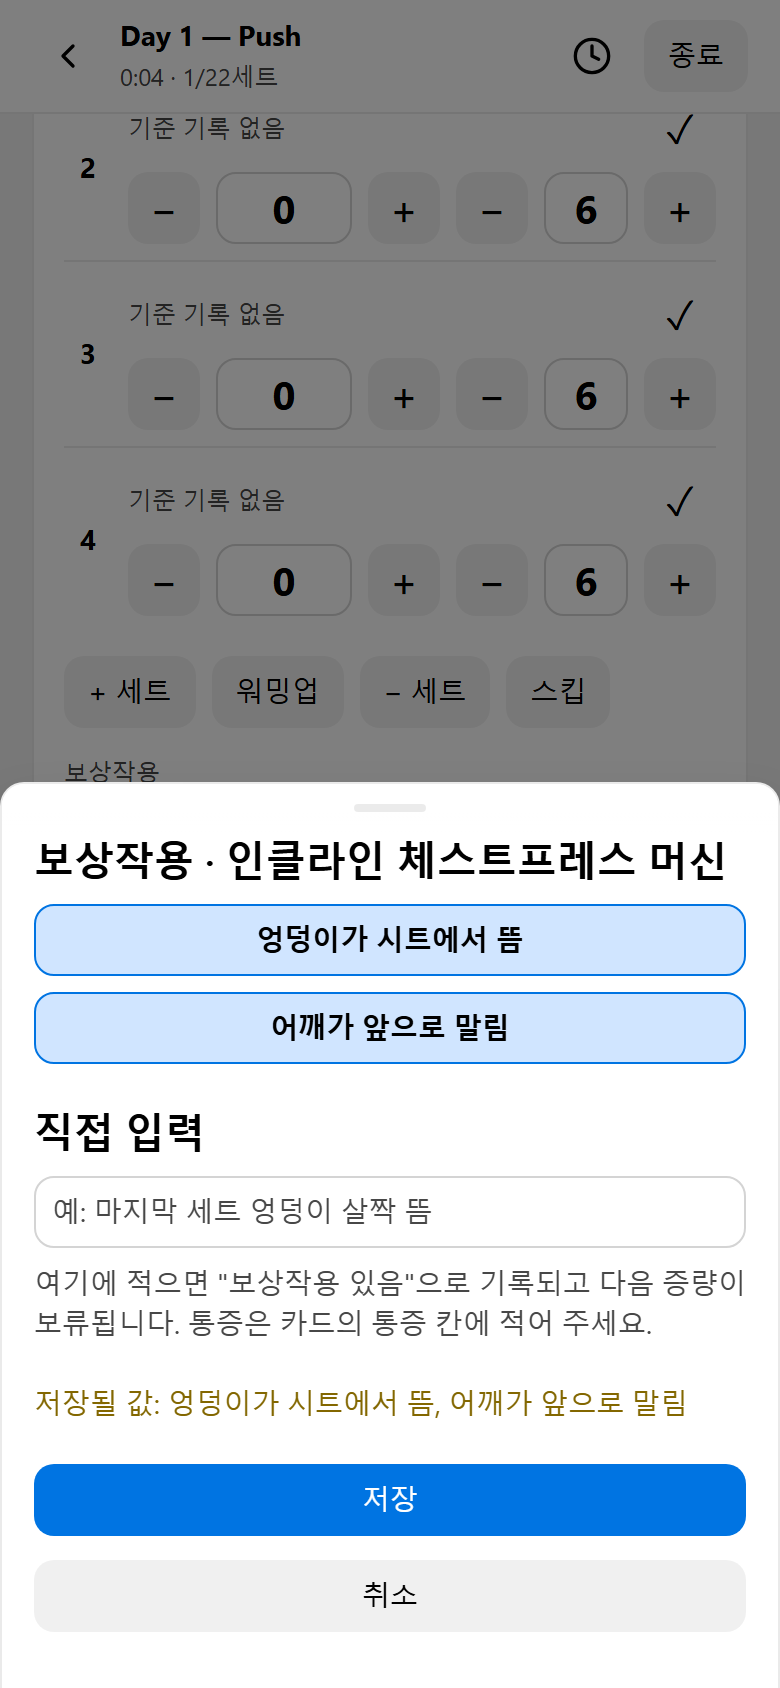 Day 1 — Push
0:04 · 1/22세트
종료
기준 기록 없음
✓
2
− 0 + − 6 +
기준 기록 없음
✓
3
− 0 + − 6 +
기준 기록 없음
✓
4
− 0 + − 6 +
+ 세트
워밍업
− 세트
스킵
보상작용
보상작용 · 인클라인 체스트프레스 머신
엉덩이가 시트에서 뜸
어깨가 앞으로 말림
직접 입력
예: 마지막 세트 엉덩이 살짝 뜸
여기에 적으면 "보상작용 있음"으로 기록되고 다음 증량이
보류됩니다. 통증은 카드의 통증 칸에 적어 주세요.
저장될 값: 엉덩이가 시트에서 뜸, 어깨가 앞으로 말림
저장
취소